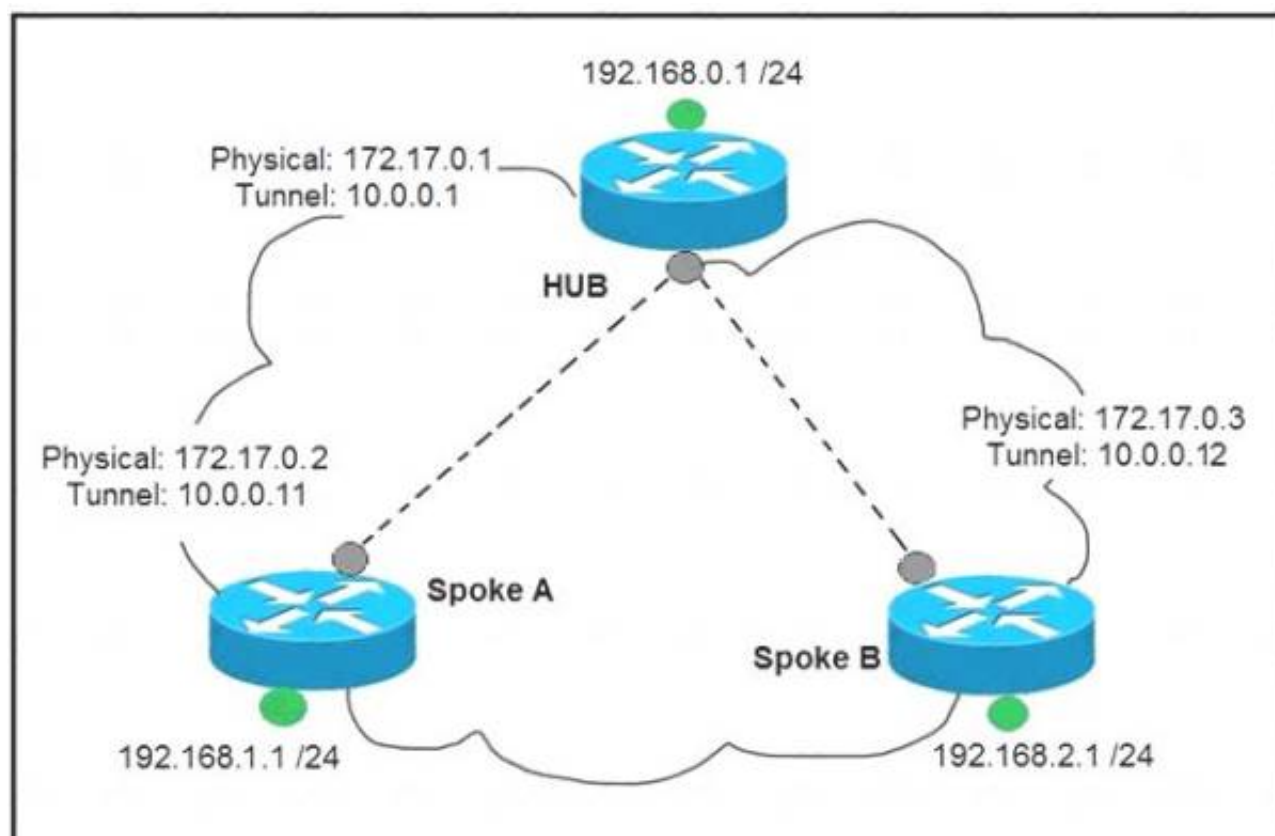 192.168.0.1 /24
Physical: 172.17.0.1
Tunnel: 10.0.0.1
HUB
Physical: 172.17.0.3
Tunnel: 10.0.0.12
Physical: 172.17.0.2
Tunnel: 10.0.0.11
Spoke A
Spoke B
192.168.1.1 /24
192.168.2.1 /24